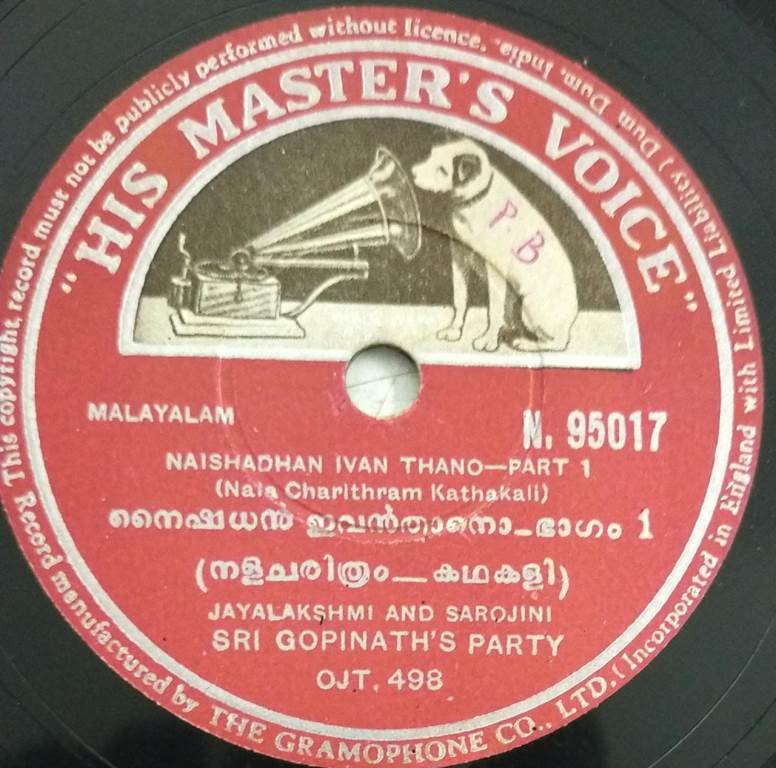 This copyright, record must not be publicly performed without licence.
"HIS MASTER'S VOICE"
P.B
MALAYALAM
N. 95017
NAISHADHAN IVAN THANO—PART 1
(Nala Charithram Kathakali)
നൈഷധൻ ഇവൻതാനൊ—ഭാഗം 1
(നളചരിത്രം—കഥകളി)
JAYALAKSHMI AND SAROJINI
SRI GOPINATH'S PARTY
OJT. 498
Record manufactured by THE GRAMOPHONE CO., LTD. (Incorporated in England with Limited Liability) Dum Dum, India.